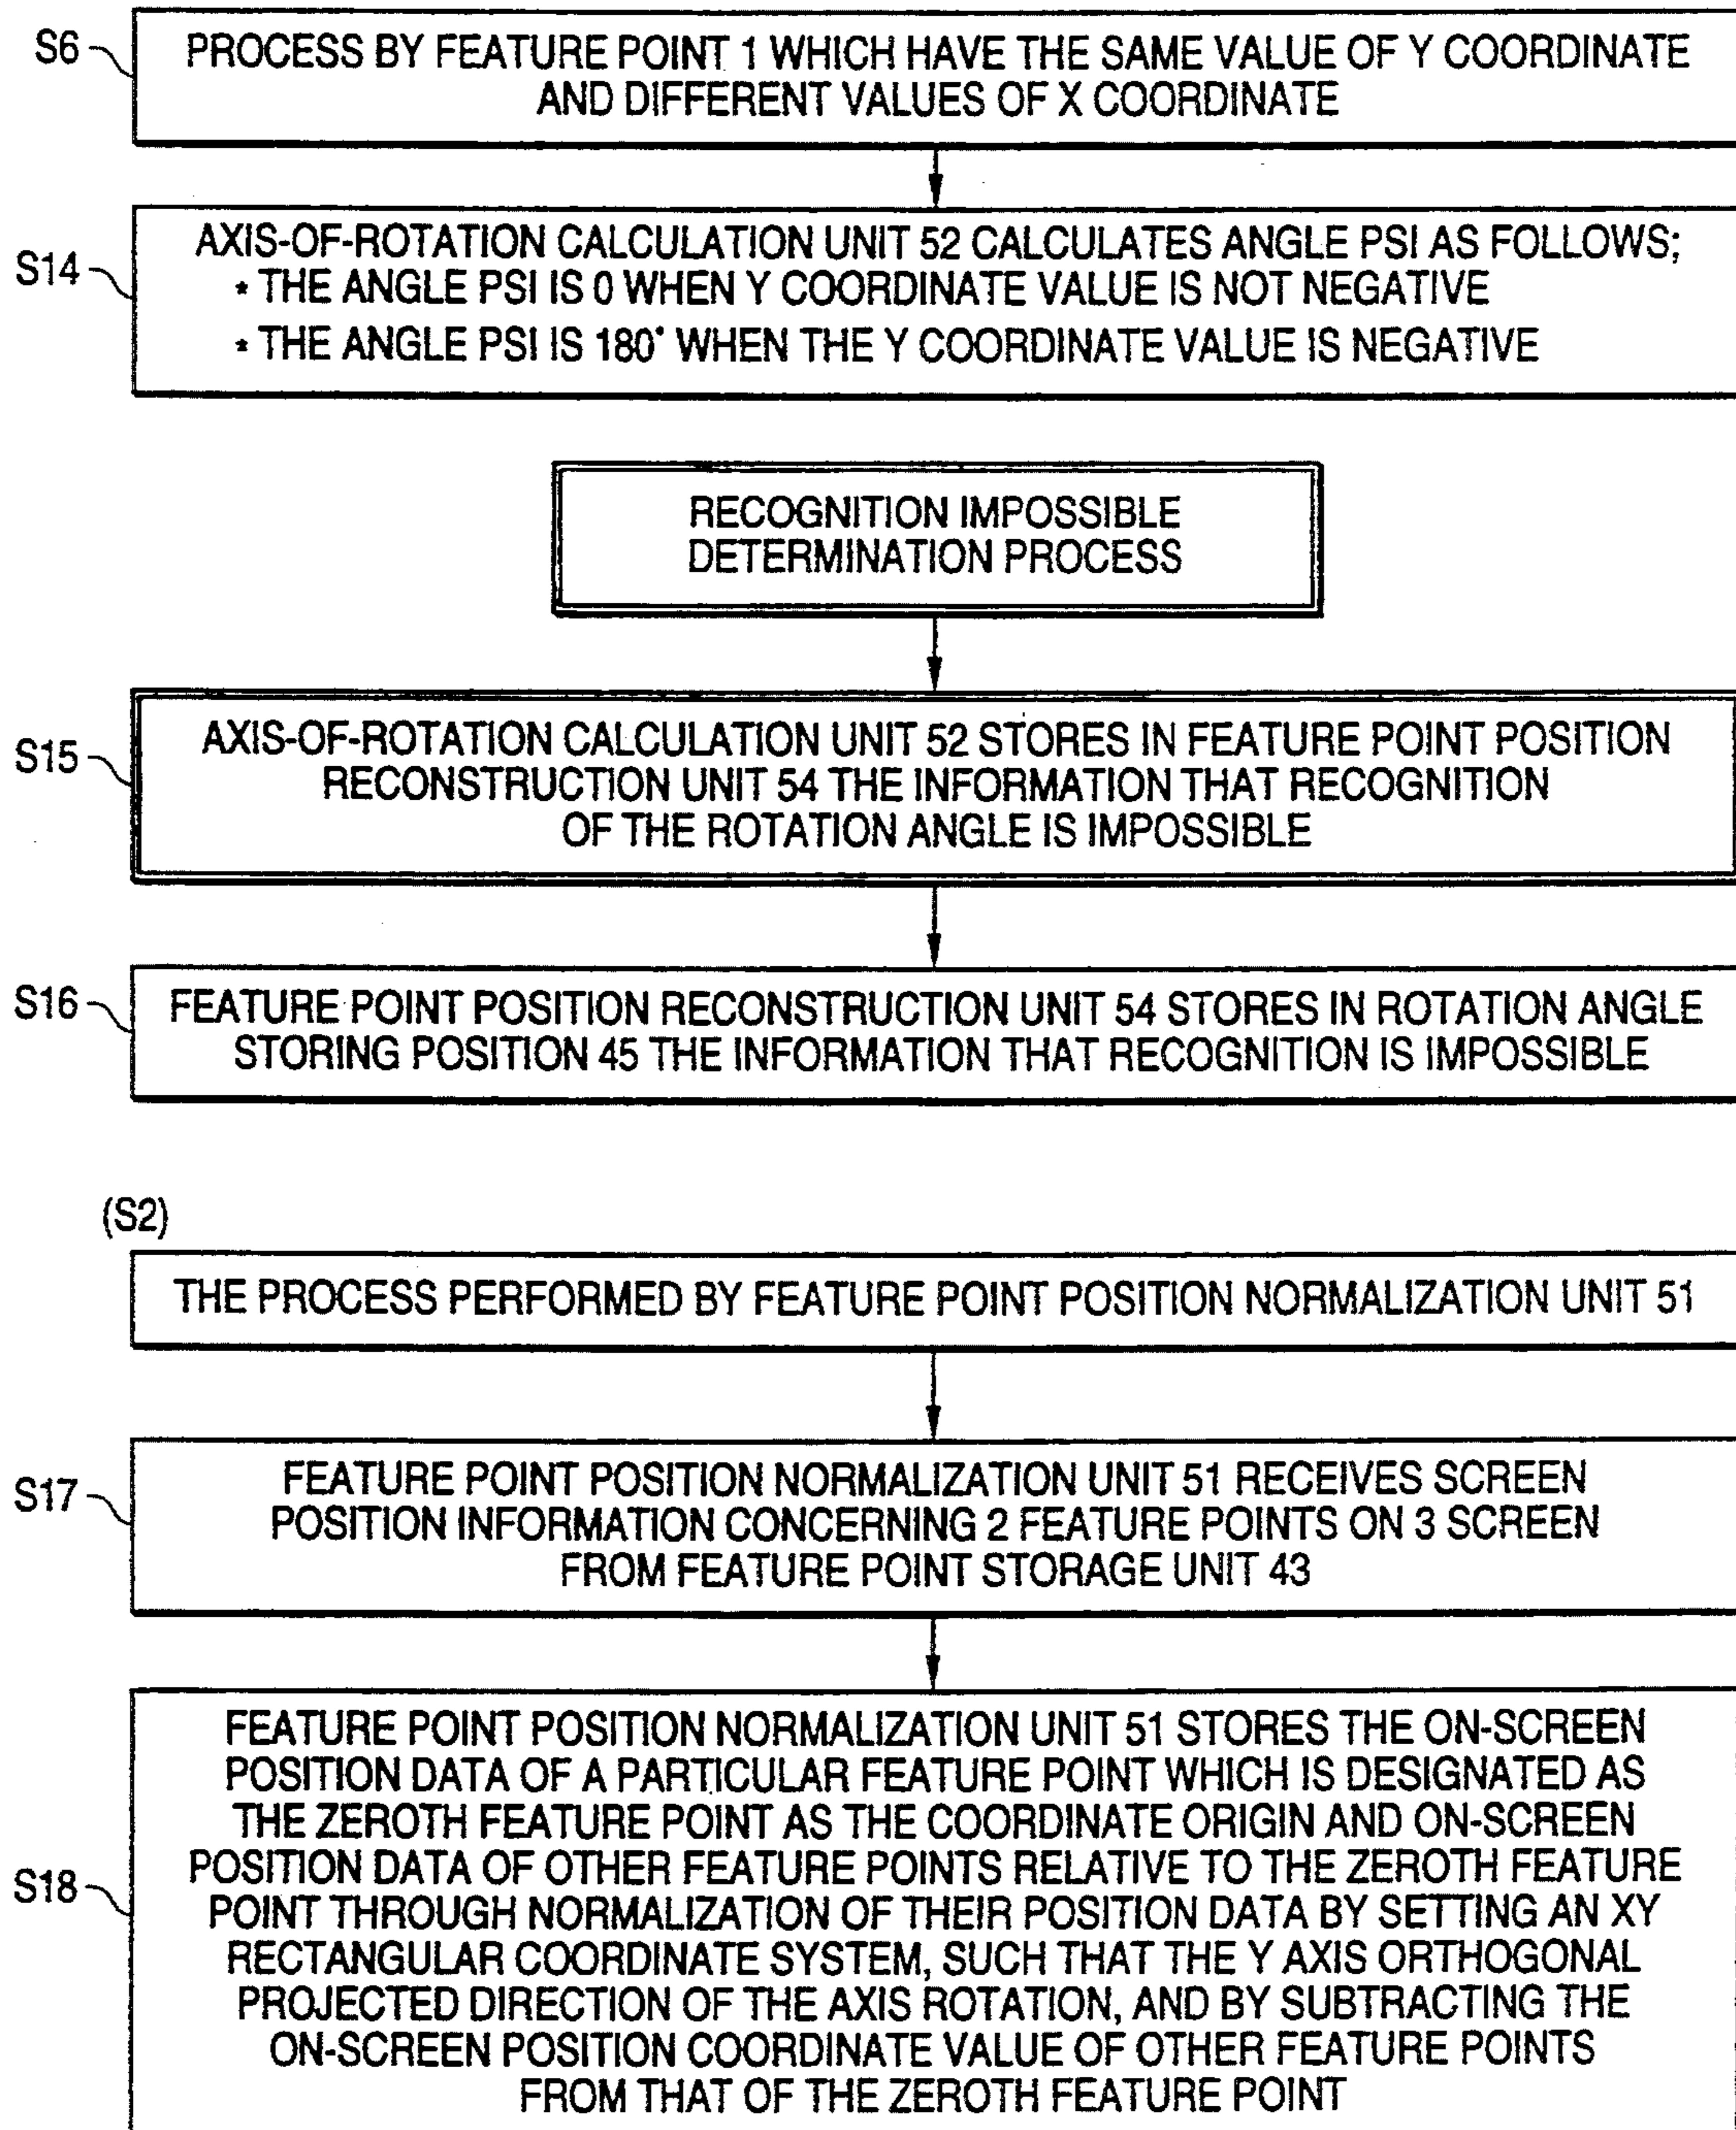 S6
PROCESS BY FEATURE POINT 1 WHICH HAVE THE SAME VALUE OF Y COORDINATE
AND DIFFERENT VALUES OF X COORDINATE
S14
AXIS-OF-ROTATION CALCULATION UNIT 52 CALCULATES ANGLE PSI AS FOLLOWS;
* THE ANGLE PSI IS 0 WHEN Y COORDINATE VALUE IS NOT NEGATIVE
* THE ANGLE PSI IS 180° WHEN THE Y COORDINATE VALUE IS NEGATIVE
RECOGNITION IMPOSSIBLE
DETERMINATION PROCESS
S15
AXIS-OF-ROTATION CALCULATION UNIT 52 STORES IN FEATURE POINT POSITION
RECONSTRUCTION UNIT 54 THE INFORMATION THAT RECOGNITION
OF THE ROTATION ANGLE IS IMPOSSIBLE
S16
FEATURE POINT POSITION RECONSTRUCTION UNIT 54 STORES IN ROTATION ANGLE
STORING POSITION 45 THE INFORMATION THAT RECOGNITION IS IMPOSSIBLE
(S2)
THE PROCESS PERFORMED BY FEATURE POINT POSITION NORMALIZATION UNIT 51
S17
FEATURE POINT POSITION NORMALIZATION UNIT 51 RECEIVES SCREEN
POSITION INFORMATION CONCERNING 2 FEATURE POINTS ON 3 SCREEN
FROM FEATURE POINT STORAGE UNIT 43
S18
FEATURE POINT POSITION NORMALIZATION UNIT 51 STORES THE ON-SCREEN
POSITION DATA OF A PARTICULAR FEATURE POINT WHICH IS DESIGNATED AS
THE ZEROTH FEATURE POINT AS THE COORDINATE ORIGIN AND ON-SCREEN
POSITION DATA OF OTHER FEATURE POINTS RELATIVE TO THE ZEROTH FEATURE
POINT THROUGH NORMALIZATION OF THEIR POSITION DATA BY SETTING AN XY
RECTANGULAR COORDINATE SYSTEM, SUCH THAT THE Y AXIS ORTHOGONAL
PROJECTED DIRECTION OF THE AXIS ROTATION, AND BY SUBTRACTING THE
ON-SCREEN POSITION COORDINATE VALUE OF OTHER FEATURE POINTS
FROM THAT OF THE ZEROTH FEATURE POINT